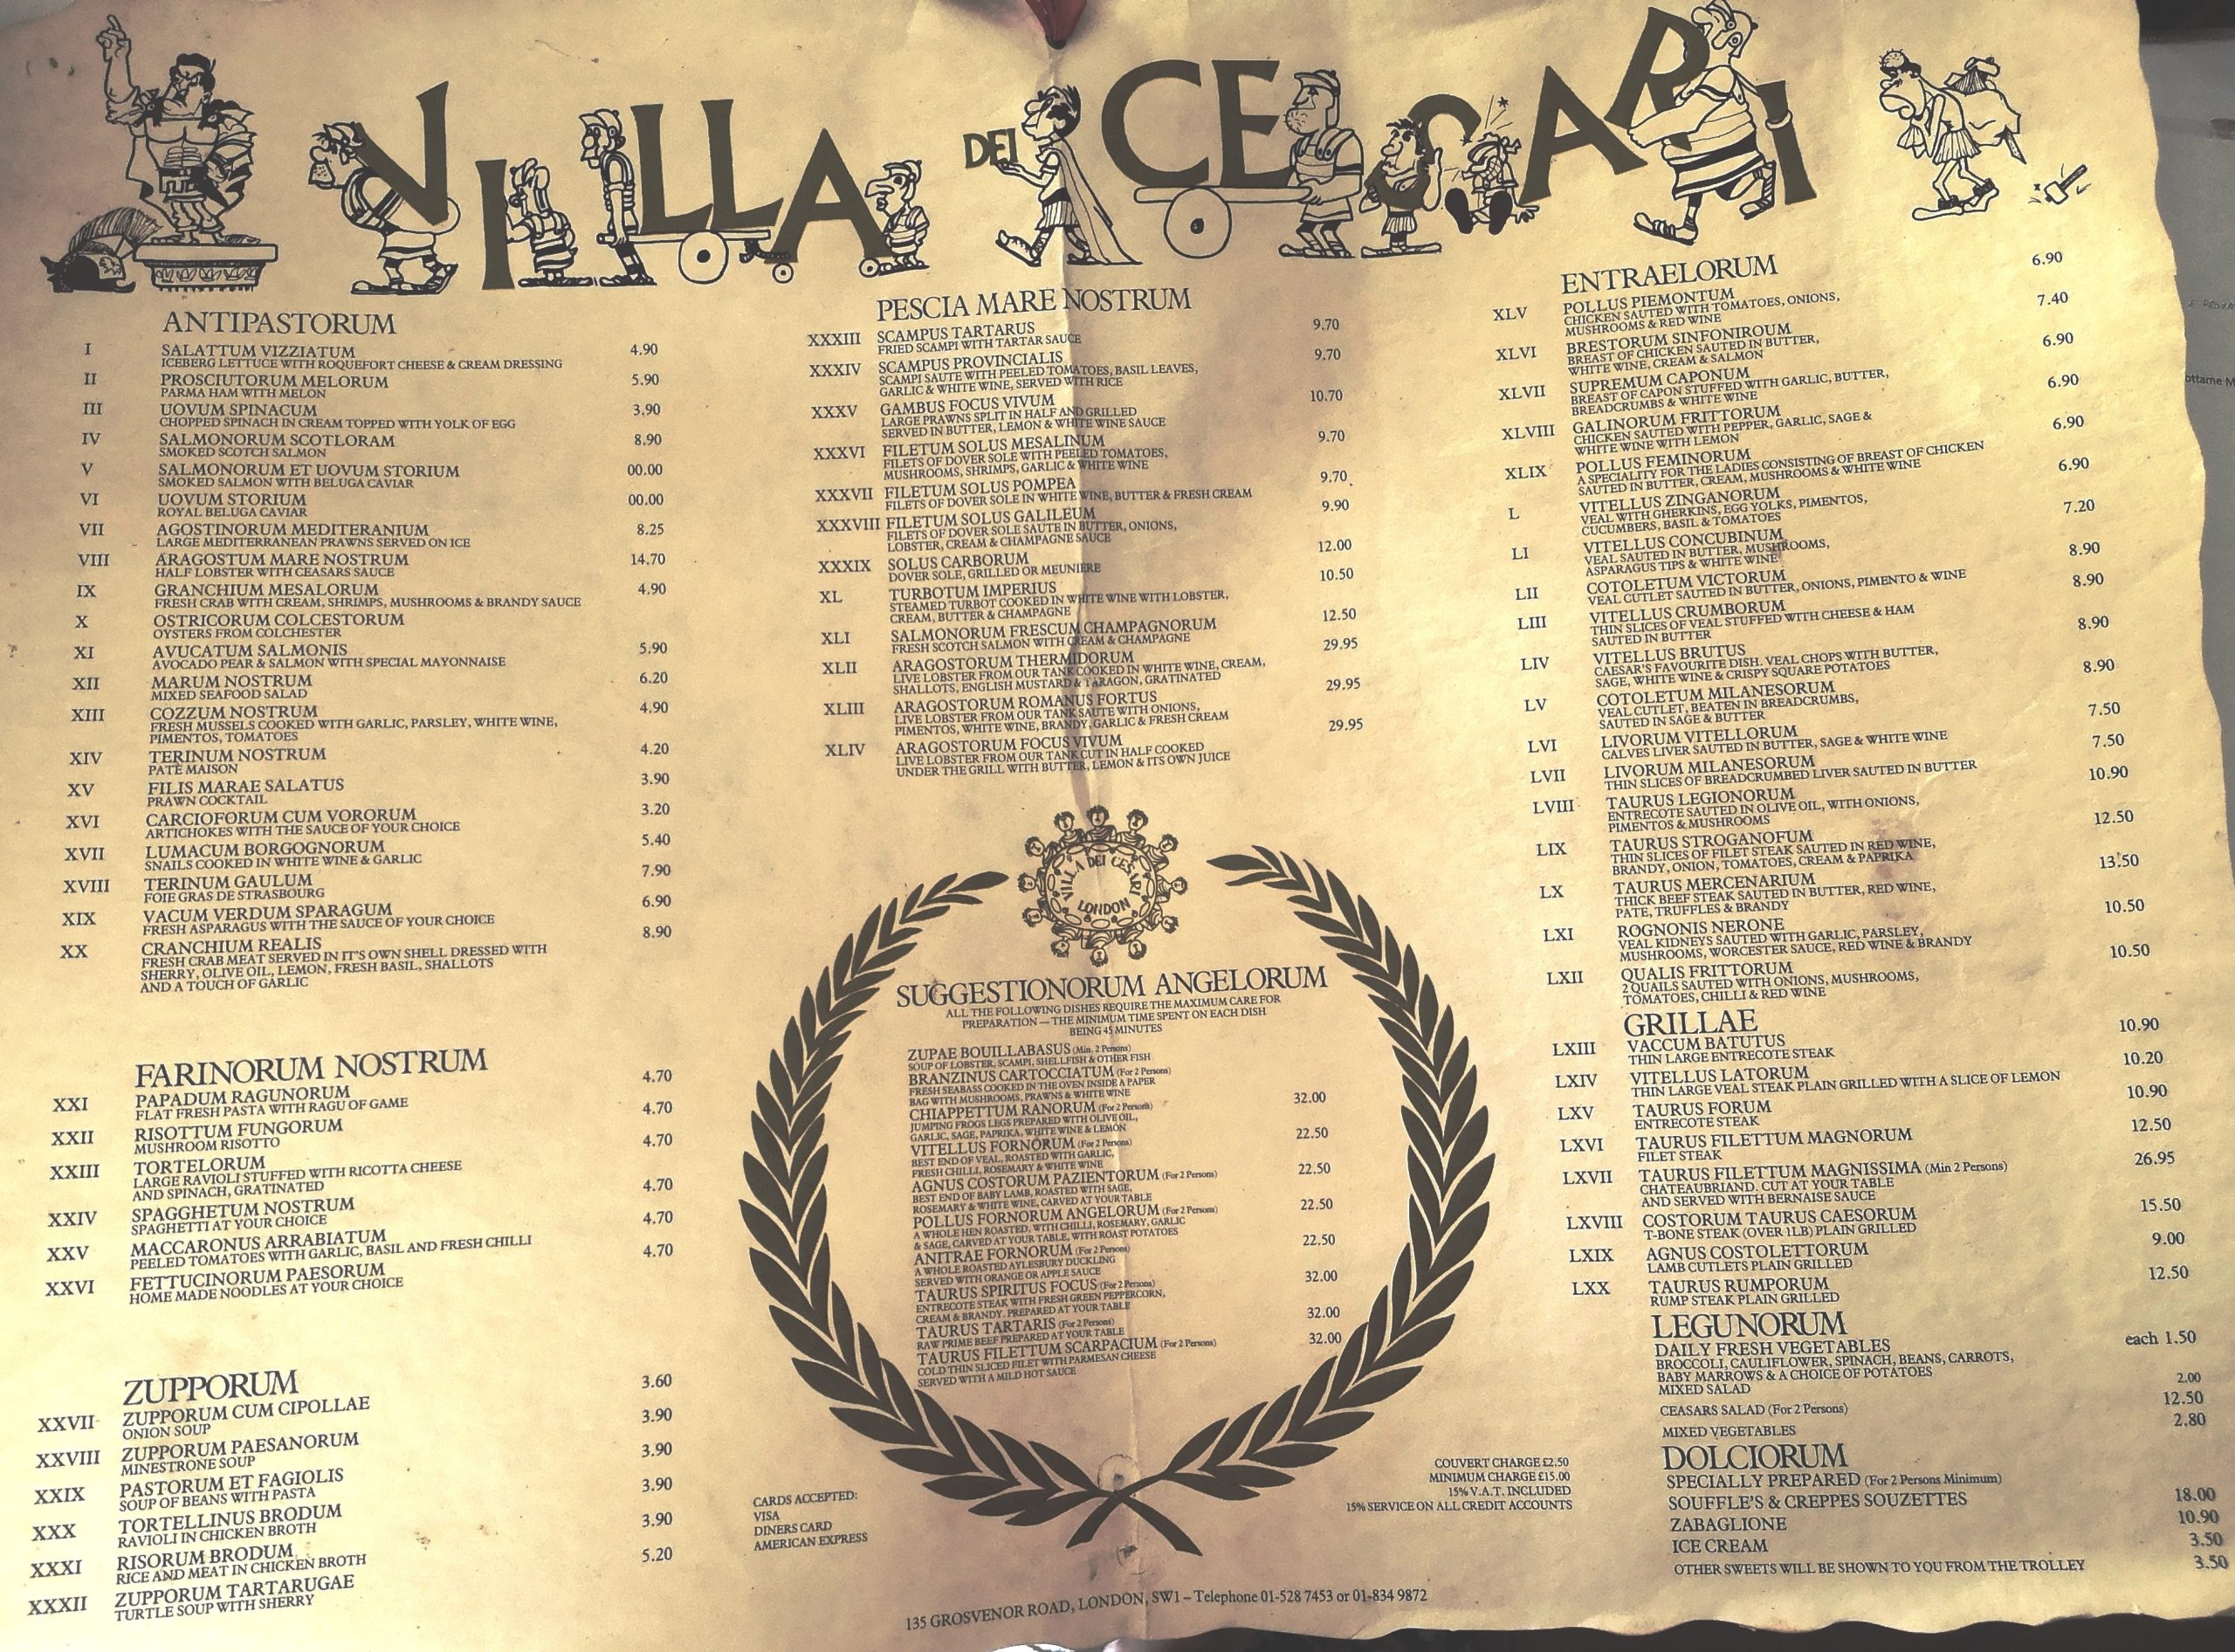 VILLA DEI CESARI
ANTIPASTORUM
I SALATTUM VIZZIATUM 4.90
ICEBERG LETTUCE WITH ROQUEFORT CHEESE & CREAM DRESSING
II PROSCIUTORUM MELORUM 5.90
PARMA HAM WITH MELON
III UOVUM SPINACUM 3.90
CHOPPED SPINACH IN CREAM TOPPED WITH YOLK OF EGG
IV SALMONORUM SCOTLORAM 8.90
SMOKED SCOTCH SALMON
V SALMONORUM ET UOVUM STORIUM 00.00
SMOKED SALMON WITH BELUGA CAVIAR
VI UOVUM STORIUM 00.00
ROYAL BELUGA CAVIAR
VII AGOSTINORUM MEDITERANIUM 8.25
LARGE MEDITERRANEAN PRAWNS SERVED ON ICE
VIII ARAGOSTUM MARE NOSTRUM 14.70
HALF LOBSTER WITH CEASARS SAUCE
IX GRANCHIUM MESALORUM 4.90
FRESH CRAB WITH CREAM, SHRIMPS, MUSHROOMS & BRANDY SAUCE
X OSTRICORUM COLCESTORUM
OYSTERS FROM COLCHESTER
XI AVUCATUM SALMONIS 5.90
AVOCADO PEAR & SALMON WITH SPECIAL MAYONNAISE
XII MARUM NOSTRUM 6.20
MIXED SEAFOOD SALAD
XIII COZZUM NOSTRUM 4.90
FRESH MUSSELS COOKED WITH GARLIC, PARSLEY, WHITE WINE,
PIMENTOS, TOMATOES
XIV TERINUM NOSTRUM 4.20
PATE MAISON
XV FILIS MARAE SALATUS 3.90
PRAWN COCKTAIL
XVI CARCIOFORUM CUM VORORUM 3.20
ARTICHOKES WITH THE SAUCE OF YOUR CHOICE
XVII LUMACUM BORGOGNORUM 5.40
SNAILS COOKED IN WHITE WINE & GARLIC
XVIII TERINUM GAULUM 7.90
FOIE GRAS DE STRASBOURG
XIX VACUM VERDUM SPARAGUM 6.90
FRESH ASPARAGUS WITH THE SAUCE OF YOUR CHOICE
XX CRANCHIUM REALIS 8.90
FRESH CRAB MEAT SERVED IN IT'S OWN SHELL DRESSED WITH
SHERRY, OLIVE OIL, LEMON, FRESH BASIL, SHALLOTS
AND A TOUCH OF GARLIC
FARINORUM NOSTRUM
XXI PAPADUM RAGUNORUM 4.70
FLAT FRESH PASTA WITH RAGU OF GAME
XXII RISOTTUM FUNGORUM 4.70
MUSHROOM RISOTTO
XXIII TORTELORUM 4.70
LARGE RAVIOLI STUFFED WITH RICOTTA CHEESE
AND SPINACH, GRATINATED
XXIV SPAGGHETUM NOSTRUM 4.70
SPAGHETTI AT YOUR CHOICE
XXV MACCARONUS ARRABIATUM 4.70
PEELED TOMATOES WITH GARLIC, BASIL AND FRESH CHILLI
XXVI FETTUCINORUM PAESORUM 4.70
HOME MADE NOODLES AT YOUR CHOICE
ZUPPORUM
XXVII ZUPPORUM CUM CIPOLLAE 3.60
ONION SOUP
XXVIII ZUPPORUM PAESANORUM 3.90
MINESTRONE SOUP
XXIX PASTORUM ET FAGIOLIS 3.90
SOUP OF BEANS WITH PASTA
XXX TORTELLINUS BRODUM 3.90
RAVIOLI IN CHICKEN BROTH
XXXI RISORUM BRODUM 3.90
RICE AND MEAT IN CHICKEN BROTH
XXXII ZUPPORUM TARTARUGAE 5.20
TURTLE SOUP WITH SHERRY
PESCIA MARE NOSTRUM
XXXIII SCAMPUS TARTARUS 9.70
FRIED SCAMPI WITH TARTAR SAUCE
XXXIV SCAMPUS PROVINCIALIS 9.70
SCAMPI SAUTE WITH PEELED TOMATOES, BASIL LEAVES,
GARLIC & WHITE WINE, SERVED WITH RICE
XXXV GAMBUS FOCUS VIVUM 10.70
LARGE PRAWNS SPLIT IN HALF AND GRILLED
SERVED IN BUTTER, LEMON & WHITE WINE SAUCE
XXXVI FILETUM SOLUS MESALINUM 9.70
FILETS OF DOVER SOLE WITH PEELED TOMATOES,
MUSHROOMS, SHRIMPS, GARLIC & WHITE WINE
XXXVII FILETUM SOLUS POMPEA 9.70
FILETS OF DOVER SOLE IN WHITE WINE, BUTTER & FRESH CREAM
XXXVIII FILETUM SOLUS GALILEUM 9.90
FILETS OF DOVER SOLE SAUTE IN BUTTER, ONIONS,
LOBSTER, CREAM & CHAMPAGNE SAUCE
XXXIX SOLUS CARBORUM 12.00
DOVER SOLE, GRILLED OR MEUNIERE
XL TURBOTUM IMPERIUS 10.50
STEAMED TURBOT COOKED IN WHITE WINE WITH LOBSTER,
CREAM, BUTTER & CHAMPAGNE
XLI SALMONORUM FRESCUM CHAMPAGNORUM 12.50
FRESH SCOTCH SALMON WITH CREAM & CHAMPAGNE
XLII ARAGOSTORUM THERMIDORUM 29.95
LIVE LOBSTER FROM OUR TANK COOKED IN WHITE WINE, CREAM,
SHALLOTS, ENGLISH MUSTARD & TARAGON, GRATINATED
XLIII ARAGOSTORUM ROMANUS FORTUS 29.95
LIVE LOBSTER FROM OUR TANK SAUTE WITH ONIONS,
PIMENTOS, WHITE WINE, BRANDY, GARLIC & FRESH CREAM
XLIV ARAGOSTORUM FOCUS VIVUM 29.95
LIVE LOBSTER FROM OUR TANK CUT IN HALF COOKED
UNDER THE GRILL WITH BUTTER, LEMON & ITS OWN JUICE
VILLA DEI CESARI
LONDON
SUGGESTIONORUM ANGELORUM
ALL THE FOLLOWING DISHES REQUIRE THE MAXIMUM CARE FOR
PREPARATION — THE MINIMUM TIME SPENT ON EACH DISH
BEING 45 MINUTES
ZUPAE BOUILLABASUS (Min. 2 Persons)
SOUP OF LOBSTER, SCAMPI, SHELLFISH & OTHER FISH
BRANZINUS CARTOCCIATUM (For 2 Persons)
FRESH SEABASS COOKED IN THE OVEN INSIDE A PAPER
BAG WITH MUSHROOMS, PRAWNS & WHITE WINE
CHIAPPETTUM RANORUM (For 2 Persons) 32.00
JUMPING FROGS LEGS PREPARED WITH OLIVE OIL,
GARLIC, SAGE, PAPRIKA, WHITE WINE & LEMON
VITELLUS FORNORUM (For 2 Persons) 22.50
BEST END OF VEAL, ROASTED WITH GARLIC,
FRESH CHILLI, ROSEMARY & WHITE WINE
AGNUS COSTORUM PAZIENTORUM (For 2 Persons) 22.50
BEST END OF BABY LAMB, ROASTED WITH SAGE,
ROSEMARY & WHITE WINE, CARVED AT YOUR TABLE
POLLUS FORNORUM ANGELORUM (For 2 Persons) 22.50
A WHOLE HEN ROASTED, WITH CHILLI, ROSEMARY, GARLIC
& SAGE, CARVED AT YOUR TABLE, WITH ROAST POTATOES
ANITRAE FORNORUM (For 2 Persons) 22.50
A WHOLE ROASTED AYLESBURY DUCKLING
SERVED WITH ORANGE OR APPLE SAUCE
TAURUS SPIRITUS FOCUS (For 2 Persons) 32.00
ENTRECOTE STEAK WITH FRESH GREEN PEPPERCORN,
CREAM & BRANDY. PREPARED AT YOUR TABLE
TAURUS TARTARIS (For 2 Persons) 32.00
RAW PRIME BEEF PREPARED AT YOUR TABLE
TAURUS FILETTUM SCARPACIUM (For 2 Persons) 32.00
COLD THIN SLICED FILET WITH PARMESAN CHEESE
SERVED WITH A MILD HOT SAUCE
CARDS ACCEPTED:
VISA
DINERS CARD
AMERICAN EXPRESS
COUVERT CHARGE £2.50
MINIMUM CHARGE £15.00
15% V.A.T. INCLUDED
15% SERVICE ON ALL CREDIT ACCOUNTS
135 GROSVENOR ROAD, LONDON, SW1 – Telephone 01-528 7453 or 01-834 9872
ENTRAELORUM
XLV POLLUS PIEMONTUM 6.90
CHICKEN SAUTED WITH TOMATOES, ONIONS,
MUSHROOMS & RED WINE
XLVI BRESTORUM SINFONIROUM 7.40
BREAST OF CHICKEN SAUTED IN BUTTER,
WHITE WINE, CREAM & SALMON
XLVII SUPREMUM CAPONUM 6.90
BREAST OF CAPON STUFFED WITH GARLIC, BUTTER,
BREADCRUMBS & WHITE WINE
XLVIII GALINORUM FRITTORUM 6.90
CHICKEN SAUTED WITH PEPPER, GARLIC, SAGE &
WHITE WINE WITH LEMON
XLIX POLLUS FEMINORUM 6.90
A SPECIALITY FOR THE LADIES CONSISTING OF BREAST OF CHICKEN
SAUTED IN BUTTER, CREAM, MUSHROOMS & WHITE WINE
L VITELLUS ZINGANORUM 6.90
VEAL WITH GHERKINS, EGG YOLKS, PIMENTOS,
CUCUMBERS, BASIL & TOMATOES
LI VITELLUS CONCUBINUM 7.20
VEAL SAUTED IN BUTTER, MUSHROOMS,
ASPARAGUS TIPS & WHITE WINE
LII COTOLETUM VICTORUM 8.90
VEAL CUTLET SAUTED IN BUTTER, ONIONS, PIMENTO & WINE
LIII VITELLUS CRUMBORUM 8.90
THIN SLICES OF VEAL STUFFED WITH CHEESE & HAM
SAUTED IN BUTTER
LIV VITELLUS BRUTUS 8.90
CAESAR'S FAVOURITE DISH. VEAL CHOPS WITH BUTTER,
SAGE, WHITE WINE & CRISPY SQUARE POTATOES
LV COTOLETUM MILANESORUM 8.90
VEAL CUTLET, BEATEN IN BREADCRUMBS,
SAUTED IN SAGE & BUTTER
LVI LIVORUM VITELLORUM 7.50
CALVES LIVER SAUTED IN BUTTER, SAGE & WHITE WINE
LVII LIVORUM MILANESORUM 7.50
THIN SLICES OF BREADCRUMBED LIVER SAUTED IN BUTTER
LVIII TAURUS LEGIONORUM 10.90
ENTRECOTE SAUTED IN OLIVE OIL, WITH ONIONS,
PIMENTOS & MUSHROOMS
LIX TAURUS STROGANOFUM 12.50
THIN SLICES OF FILET STEAK SAUTED IN RED WINE,
BRANDY, ONION, TOMATOES, CREAM & PAPRIKA
LX TAURUS MERCENARIUM 13.50
THICK BEEF STEAK SAUTED IN BUTTER, RED WINE,
PATE, TRUFFLES & BRANDY
LXI ROGNONIS NERONE 10.50
VEAL KIDNEYS SAUTED WITH GARLIC, PARSLEY,
MUSHROOMS, WORCESTER SAUCE, RED WINE & BRANDY
LXII QUALIS FRITTORUM 10.50
2 QUAILS SAUTED WITH ONIONS, MUSHROOMS,
TOMATOES, CHILLI & RED WINE
GRILLAE
LXIII VACCUM BATUTUS 10.90
THIN LARGE ENTRECOTE STEAK
LXIV VITELLUS LATORUM 10.20
THIN LARGE VEAL STEAK PLAIN GRILLED WITH A SLICE OF LEMON
LXV TAURUS FORUM 10.90
ENTRECOTE STEAK
LXVI TAURUS FILETTUM MAGNORUM 12.50
FILET STEAK
LXVII TAURUS FILETTUM MAGNISSIMA (Min 2 Persons) 26.95
CHATEAUBRIAND. CUT AT YOUR TABLE
AND SERVED WITH BERNAISE SAUCE
LXVIII COSTORUM TAURUS CAESORUM 15.50
T-BONE STEAK (OVER 1LB) PLAIN GRILLED
LXIX AGNUS COSTOLETTORUM 9.00
LAMB CUTLETS PLAIN GRILLED
LXX TAURUS RUMPORUM 12.50
RUMP STEAK PLAIN GRILLED
LEGUNORUM
DAILY FRESH VEGETABLES each 1.50
BROCCOLI, CAULIFLOWER, SPINACH, BEANS, CARROTS,
BABY MARROWS & A CHOICE OF POTATOES
MIXED SALAD 2.00
CEASARS SALAD (For 2 Persons) 12.50
MIXED VEGETABLES 2.80
DOLCIORUM
SPECIALLY PREPARED (For 2 Persons Minimum)
SOUFFLE'S & CREPPES SOUZETTES 18.00
ZABAGLIONE 10.90
ICE CREAM 3.50
OTHER SWEETS WILL BE SHOWN TO YOU FROM THE TROLLEY 3.50